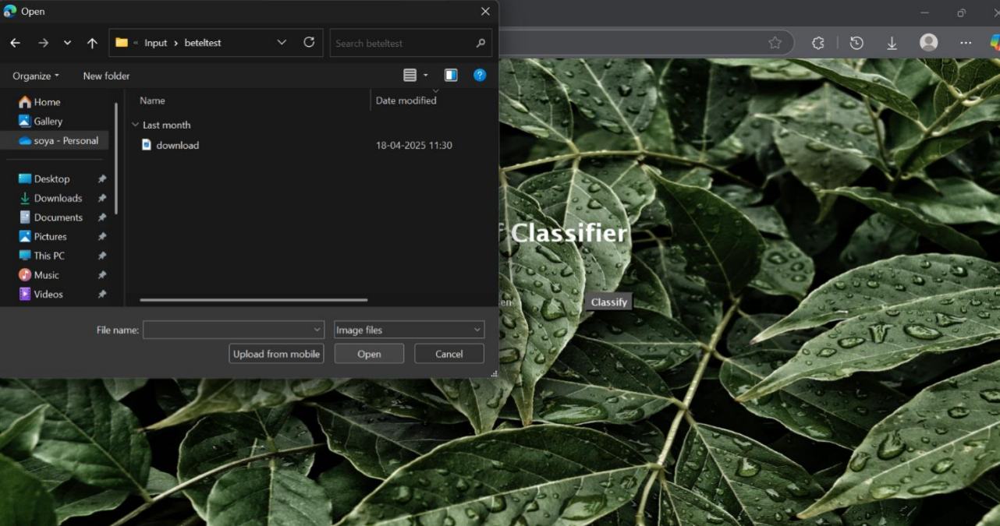 Open
Input › beteltest
Search beteltest
Organize
New folder
Home
Gallery
soya - Personal
Desktop
Downloads
Documents
Pictures
This PC
Music
Videos
Name
Date modified
Last month
download
18-04-2025 11:30
File name:
Image files
Upload from mobile
Open
Cancel
Classifier
Classify